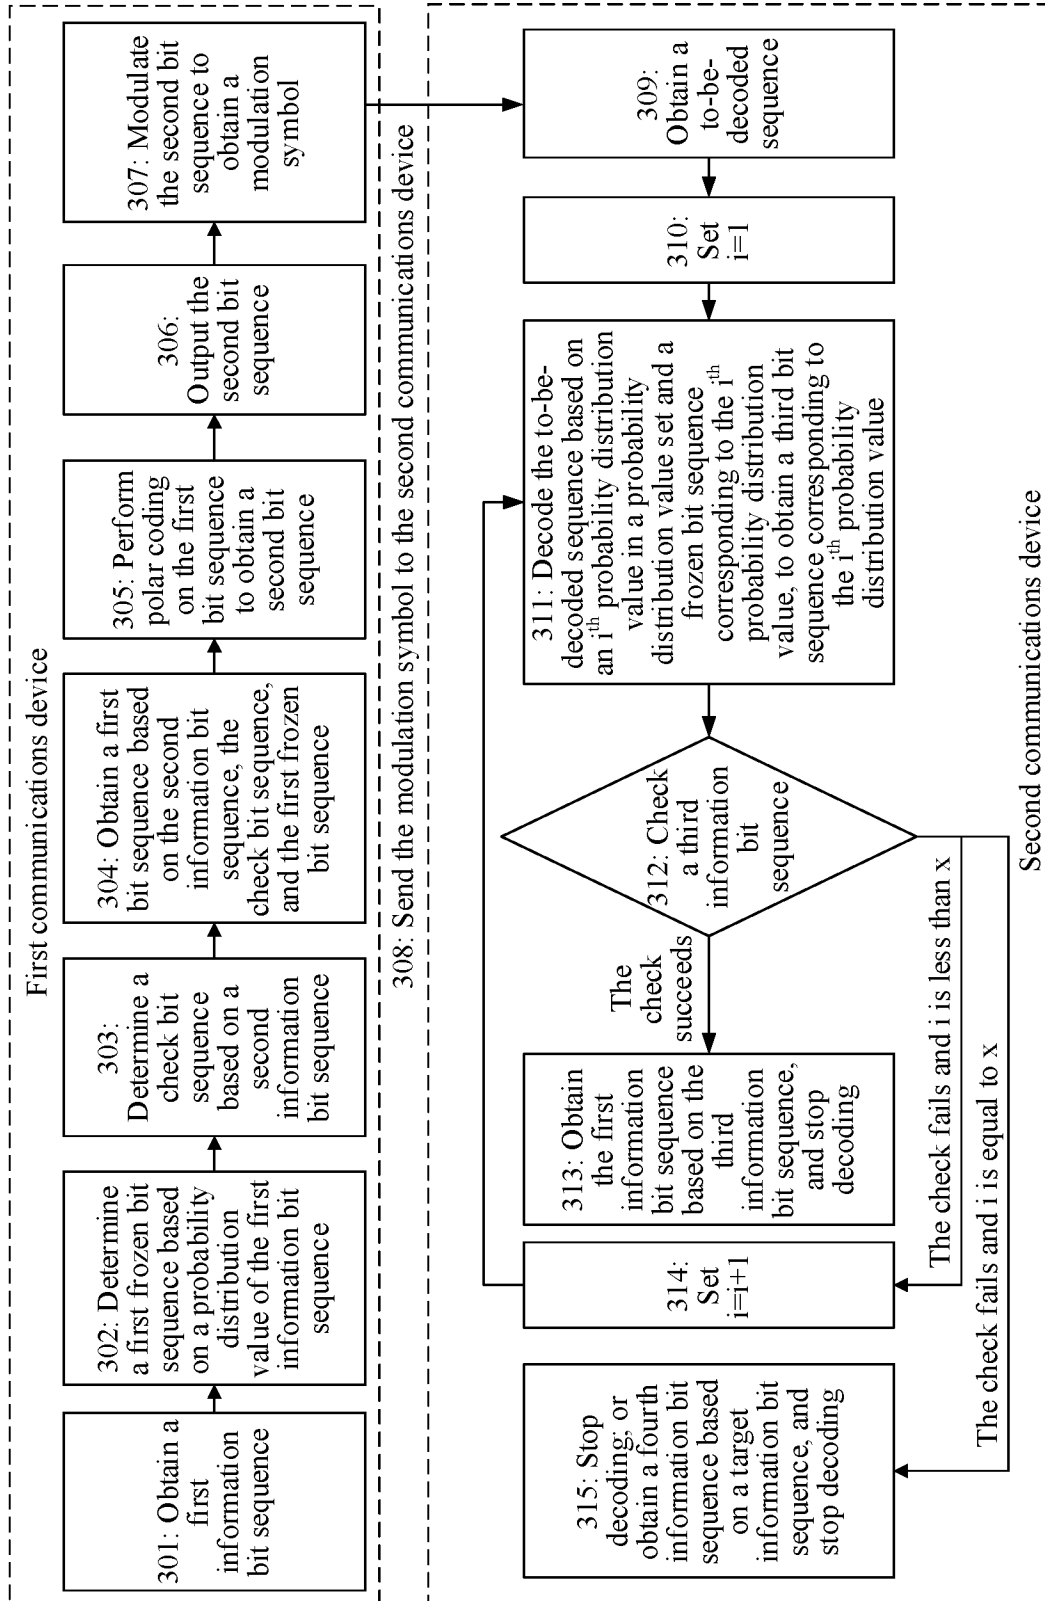 First communications device
301: Obtain a
first
information
bit sequence
302: Determine
a first frozen bit
sequence based
on a probability
distribution
value of the first
information bit
sequence
303:
Determine a
check bit
sequence
based on a
second
information
bit sequence
304: Obtain a first
bit sequence based
on the second
information bit
sequence, the
check bit sequence,
and the first frozen
bit sequence
305: Perform
polar coding
on the first
bit sequence
to obtain a
second bit
sequence
306:
Output the
second bit
sequence
307: Modulate
the second bit
sequence to
obtain a
modulation
symbol
308: Send the modulation symbol to the second communications device
309:
Obtain a
to-be-
decoded
sequence
310:
Set
i=1
311: Decode the to-be-
decoded sequence based on
an ith probability distribution
value in a probability
distribution value set and a
frozen bit sequence
corresponding to the ith
probability distribution
value, to obtain a third bit
sequence corresponding to
the ith probability
distribution value
312: Check
a third
information
bit
sequence
The
check
succeeds
313: Obtain
the first
information
bit sequence
based on the
third
information
bit sequence,
and stop
decoding
314:
Set
i=i+1
315: Stop
decoding; or
obtain a fourth
information bit
sequence based
on a target
information bit
sequence, and
stop decoding
The check fails and i is less than x
The check fails and i is equal to x
Second communications device